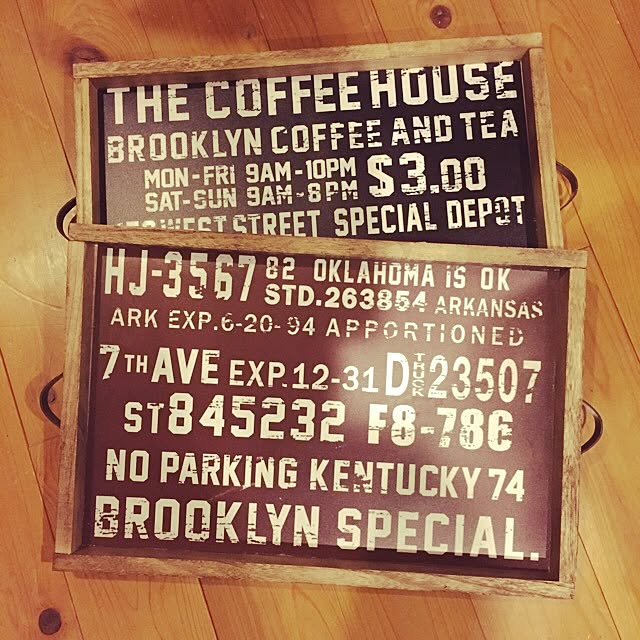 THE COFFEE HOUSE
BROOKLYN COFFEE AND TEA
MON-FRI 9AM-10PM $3.00
SAT-SUN 9AM-8PM
WEST STREET SPECIAL DEPOT
HJ-3567 82 OKLAHOMA iS OK
STD.263854 ARKANSAS
ARK EXP.6-20-94 APPORTIONED
7TH AVE EXP.12-31 D TRUCK 23507
ST845232 F8-786
NO PARKING KENTUCKY 74
BROOKLYN SPECIAL.